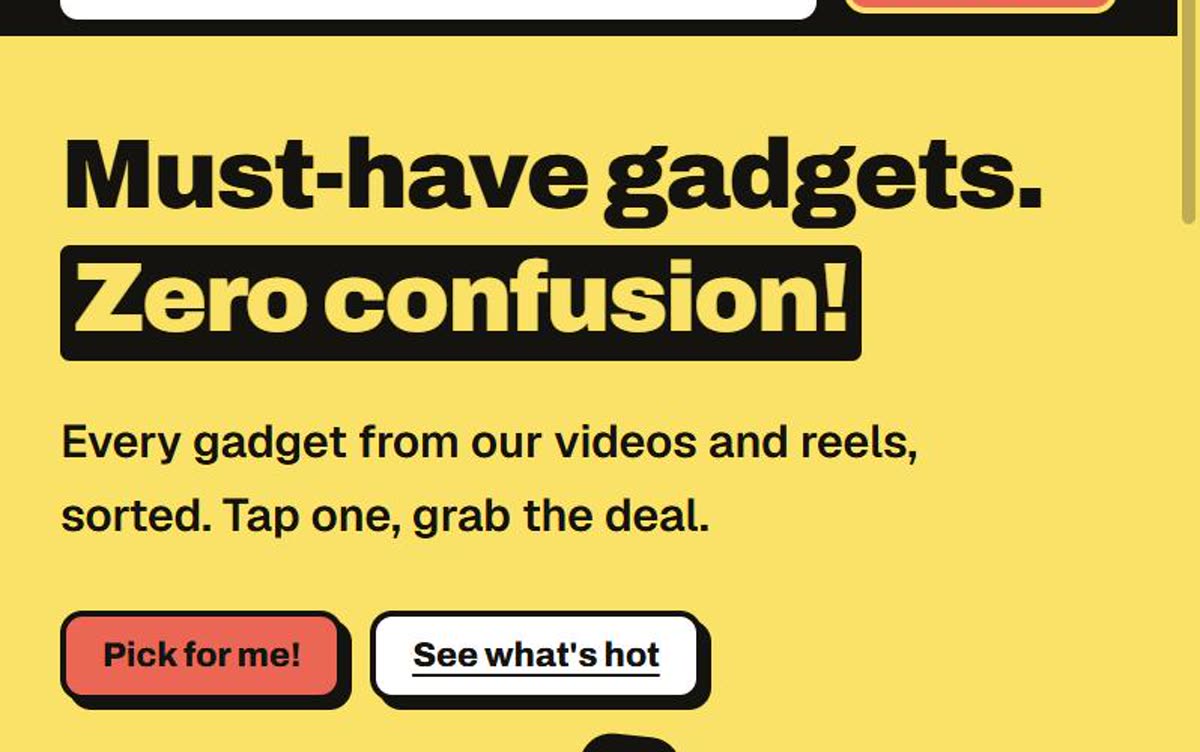 Must-have gadgets.
Zero confusion!
Every gadget from our videos and reels,
sorted. Tap one, grab the deal.
Pick for me!
See what's hot